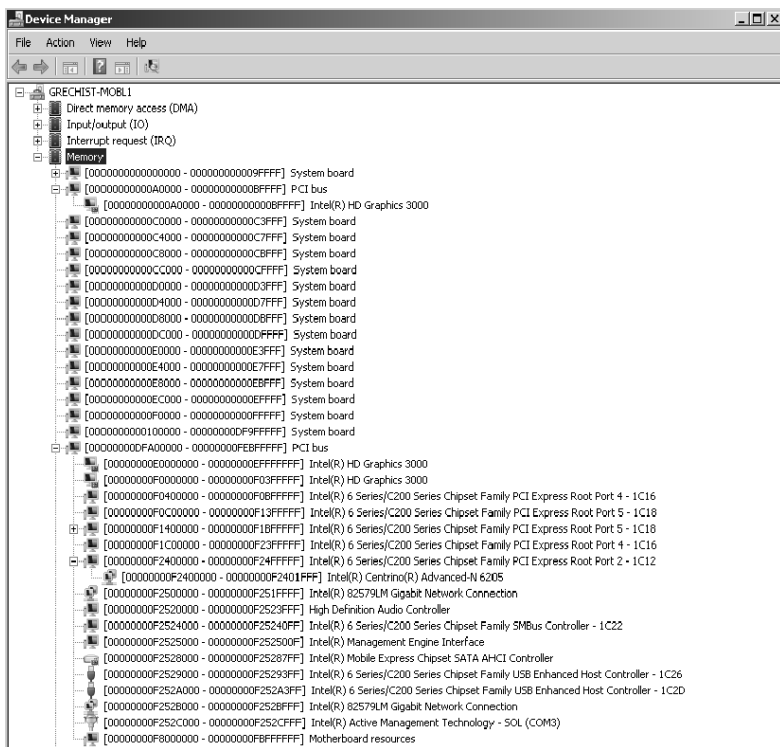 Device Manager
File Action View Help
GRECHIST-MOBL1
Direct memory access (DMA)
Input/output (IO)
Interrupt request (IRQ)
Memory
[0000000000000000 - 000000000009FFFF] System board
[00000000000A0000 - 00000000000BFFFF] PCI bus
[00000000000A0000 - 00000000000BFFFF] Intel(R) HD Graphics 3000
[00000000000C0000 - 00000000000C3FFF] System board
[00000000000C4000 - 00000000000C7FFF] System board
[00000000000C8000 - 00000000000CBFFF] System board
[00000000000CC000 - 00000000000CFFFF] System board
[00000000000D0000 - 00000000000D3FFF] System board
[00000000000D4000 - 00000000000D7FFF] System board
[00000000000D8000 - 00000000000DBFFF] System board
[00000000000DC000 - 00000000000DFFFF] System board
[00000000000E0000 - 00000000000E3FFF] System board
[00000000000E4000 - 00000000000E7FFF] System board
[00000000000E8000 - 00000000000EBFFF] System board
[00000000000EC000 - 00000000000EFFFF] System board
[00000000000F0000 - 00000000000FFFFF] System board
[0000000000100000 - 00000000DF9FFFFF] System board
[00000000DFA00000 - 00000000FEBFFFFF] PCI bus
[00000000E0000000 - 00000000EFFFFFFF] Intel(R) HD Graphics 3000
[00000000F0000000 - 00000000F03FFFFF] Intel(R) HD Graphics 3000
[00000000F0400000 - 00000000F0BFFFFF] Intel(R) 6 Series/C200 Series Chipset Family PCI Express Root Port 4 - 1C16
[00000000F0C00000 - 00000000F13FFFFF] Intel(R) 6 Series/C200 Series Chipset Family PCI Express Root Port 5 - 1C18
[00000000F1400000 - 00000000F1BFFFFF] Intel(R) 6 Series/C200 Series Chipset Family PCI Express Root Port 5 - 1C18
[00000000F1C00000 - 00000000F23FFFFF] Intel(R) 6 Series/C200 Series Chipset Family PCI Express Root Port 4 - 1C16
[00000000F2400000 - 00000000F24FFFFF] Intel(R) 6 Series/C200 Series Chipset Family PCI Express Root Port 2 - 1C12
[00000000F2400000 - 00000000F2401FFF] Intel(R) Centrino(R) Advanced-N 6205
[00000000F2500000 - 00000000F251FFFF] Intel(R) 82579LM Gigabit Network Connection
[00000000F2520000 - 00000000F2523FFF] High Definition Audio Controller
[00000000F2524000 - 00000000F25240FF] Intel(R) 6 Series/C200 Series Chipset Family SMBus Controller - 1C22
[00000000F2525000 - 00000000F252500F] Intel(R) Management Engine Interface
[00000000F2528000 - 00000000F25287FF] Intel(R) Mobile Express Chipset SATA AHCI Controller
[00000000F2529000 - 00000000F25293FF] Intel(R) 6 Series/C200 Series Chipset Family USB Enhanced Host Controller - 1C26
[00000000F252A000 - 00000000F252A3FF] Intel(R) 6 Series/C200 Series Chipset Family USB Enhanced Host Controller - 1C2D
[00000000F252B000 - 00000000F252BFFF] Intel(R) 82579LM Gigabit Network Connection
[00000000F252C000 - 00000000F252CFFF] Intel(R) Active Management Technology - SOL (COM3)
[00000000F8000000 - 00000000FBFFFFFF] Motherboard resources